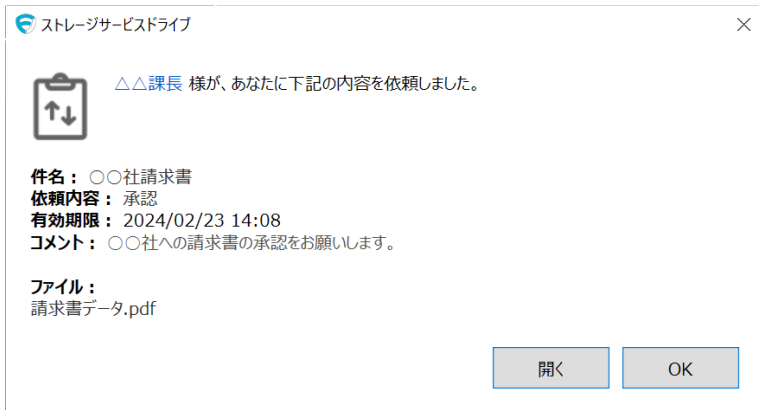 ストレージサービスドライブ
△△課長 様が、あなたに下記の内容を依頼しました。
件名： ○○社請求書
依頼内容： 承認
有効期限： 2024/02/23 14:08
コメント： ○○社への請求書の承認をお願いします。
ファイル：
請求書データ.pdf
開く
OK